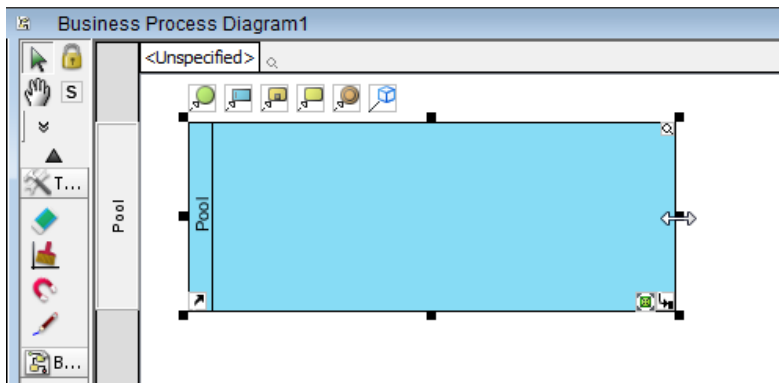 Business Process Diagram1
<Unspecified>
S
T...
Pool
Pool
B...